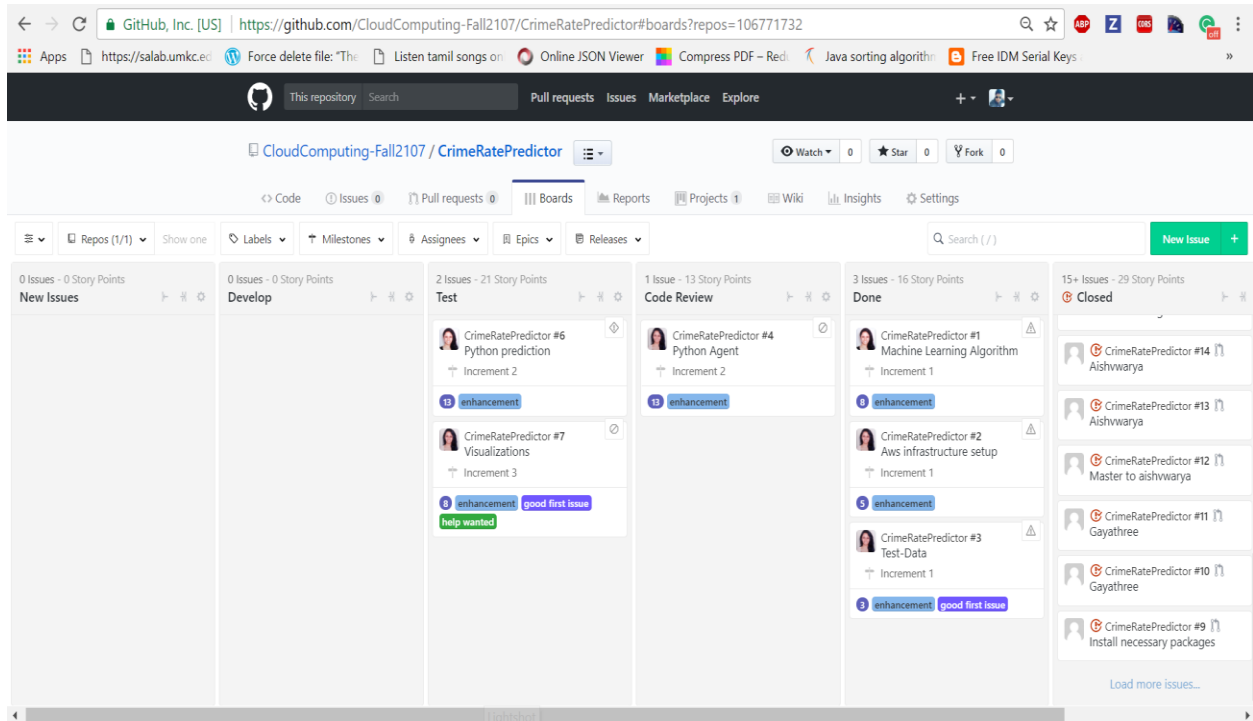 GitHub, Inc. [US] https://github.com/CloudComputing-Fall2107/CrimeRatePredictor#boards?repos=106771732
ABP Z CORS off
Apps https://salab.umkc.ed Force delete file: "The Listen tamil songs on Online JSON Viewer Compress PDF – Redu Java sorting algorithm Free IDM Serial Keys »
This repository Search Pull requests Issues Marketplace Explore
CloudComputing-Fall2107 / CrimeRatePredictor Watch 0 Star 0 Fork 0
Code Issues 0 Pull requests 0 Boards Reports Projects 1 Wiki Insights Settings
Repos (1/1) Show one Labels Milestones Assignees Epics Releases Search ( / ) New Issue +
0 Issues - 0 Story Points
New Issues
0 Issues - 0 Story Points
Develop
2 Issues - 21 Story Points
Test
CrimeRatePredictor #6
Python prediction
Increment 2
13 enhancement
CrimeRatePredictor #7
Visualizations
Increment 3
8 enhancement good first issue
help wanted
1 Issue - 13 Story Points
Code Review
CrimeRatePredictor #4
Python Agent
Increment 2
13 enhancement
3 Issues - 16 Story Points
Done
CrimeRatePredictor #1
Machine Learning Algorithm
Increment 1
8 enhancement
CrimeRatePredictor #2
Aws infrastructure setup
Increment 1
5 enhancement
CrimeRatePredictor #3
Test-Data
Increment 1
3 enhancement good first issue
15+ Issues - 29 Story Points
Closed
CrimeRatePredictor #14
Aishvwarya
CrimeRatePredictor #13
Aishvwarya
CrimeRatePredictor #12
Master to aishvwarya
CrimeRatePredictor #11
Gayathree
CrimeRatePredictor #10
Gayathree
CrimeRatePredictor #9
Install necessary packages
Load more issues...
Lightshot